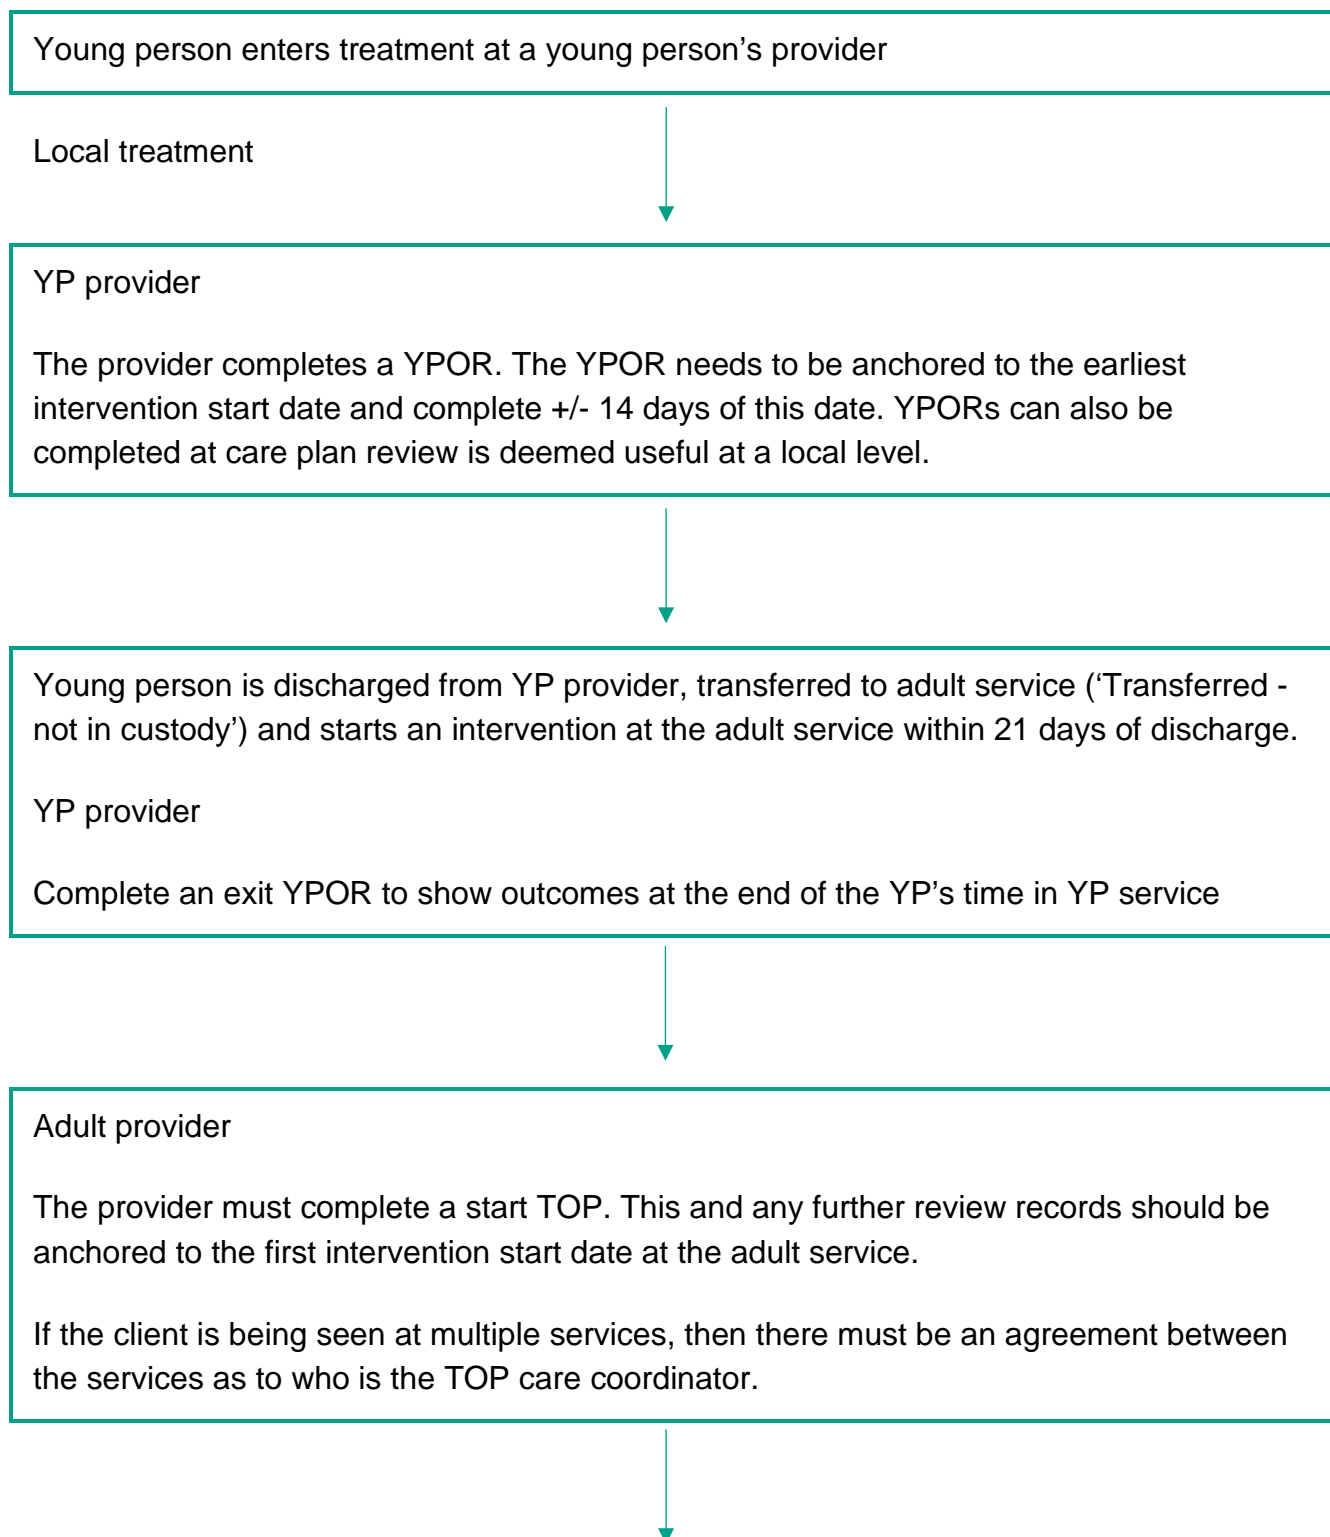 Young person enters treatment at a young person’s provider
Local treatment
YP provider
The provider completes a YPOR. The YPOR needs to be anchored to the earliest
intervention start date and complete +/- 14 days of this date. YPORs can also be
completed at care plan review is deemed useful at a local level.
Young person is discharged from YP provider, transferred to adult service (‘Transferred -
not in custody’) and starts an intervention at the adult service within 21 days of discharge.
YP provider
Complete an exit YPOR to show outcomes at the end of the YP’s time in YP service
Adult provider
The provider must complete a start TOP. This and any further review records should be
anchored to the first intervention start date at the adult service.
If the client is being seen at multiple services, then there must be an agreement between
the services as to who is the TOP care coordinator.